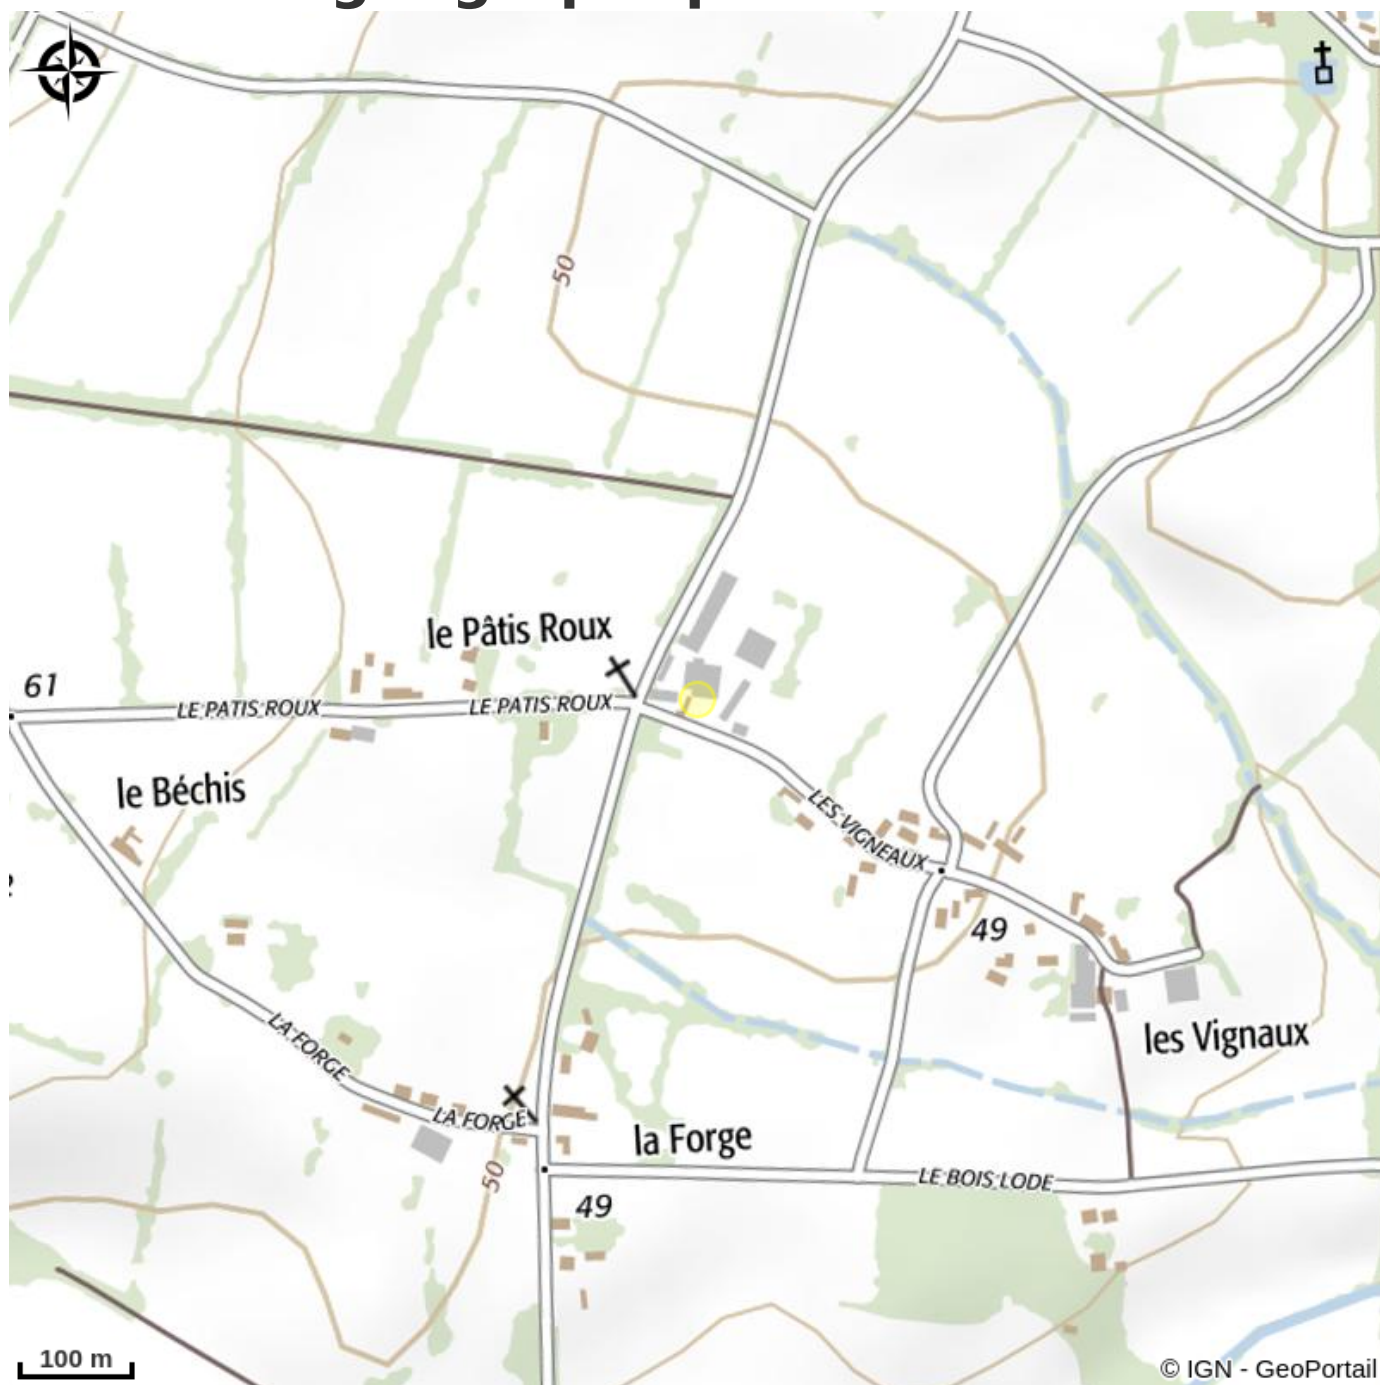 50
le Pâtis Roux
61
LE PATIS ROUX
LE PATIS ROUX
le Béchis
LES VIGNEAUX
49
LA FORGE
les Vignaux
LA FORGE
la Forge
50
LE BOIS LODE
49
100 m
© IGN - GeoPortail